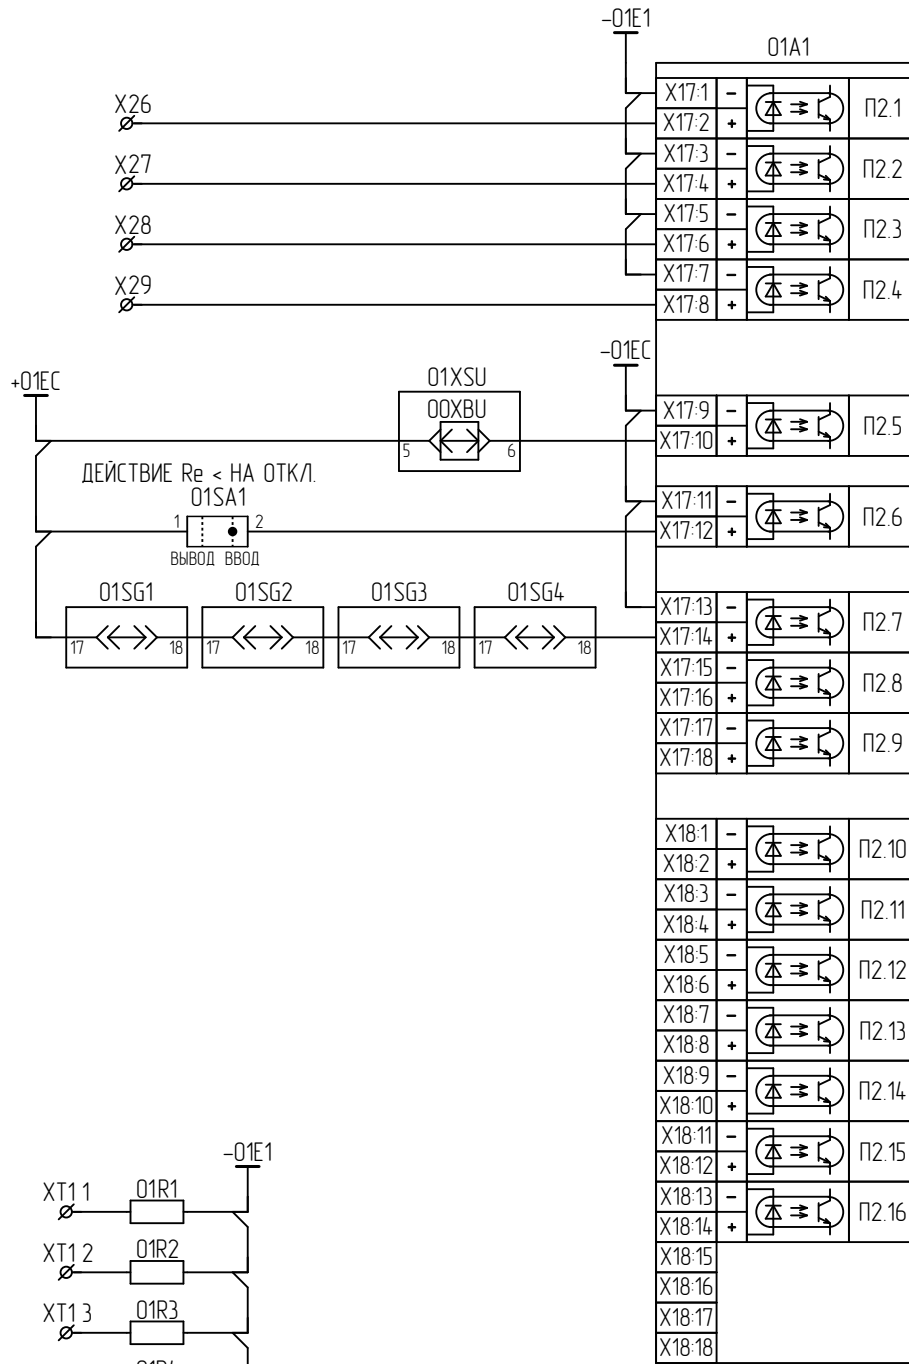 -01E1
01A1
X26
X17:1 - П2.1
X17:2 +
X27
X17:3 - П2.2
X17:4 +
X28
X17:5 - П2.3
X17:6 +
X29
X17:7 - П2.4
X17:8 +
-01EC
+01EC
01XSU
00XBU
5 6
X17:9 - П2.5
X17:10 +
ДЕЙСТВИЕ Re < НА ОТКЛ.
01SA1
1 2
ВЫВОД ВВОД
X17:11 - П2.6
X17:12 +
01SG1 01SG2 01SG3 01SG4
17 18 17 18 17 18 17 18
X17:13 - П2.7
X17:14 +
X17:15 - П2.8
X17:16 +
X17:17 - П2.9
X17:18 +
X18:1 - П2.10
X18:2 +
X18:3 - П2.11
X18:4 +
X18:5 - П2.12
X18:6 +
X18:7 - П2.13
X18:8 +
X18:9 - П2.14
X18:10 +
X18:11 - П2.15
X18:12 +
X18:13 - П2.16
X18:14 +
X18:15
X18:16
X18:17
X18:18
-01E1
XT1 1 01R1
XT1 2 01R2
XT1 3 01R3